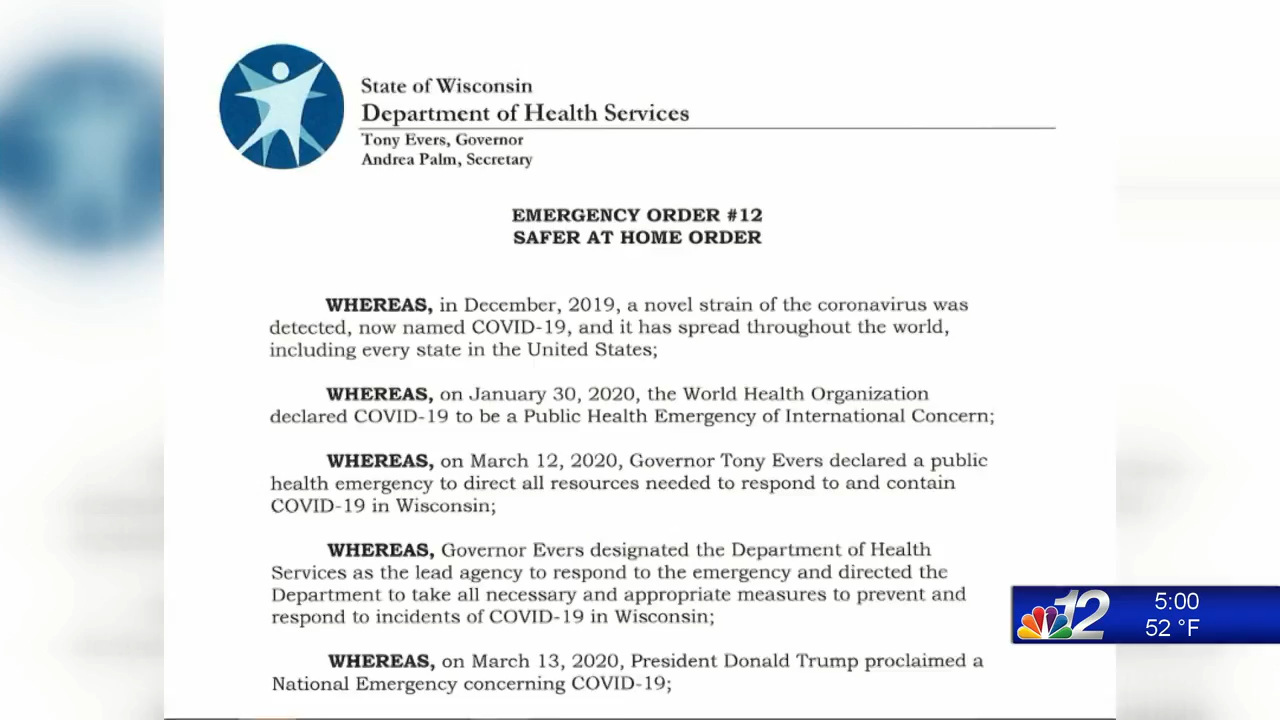 State of Wisconsin
Department of Health Services
Tony Evers, Governor
Andrea Palm, Secretary
EMERGENCY ORDER #12
SAFER AT HOME ORDER
WHEREAS, in December, 2019, a novel strain of the coronavirus was
detected, now named COVID-19, and it has spread throughout the world,
including every state in the United States;
WHEREAS, on January 30, 2020, the World Health Organization
declared COVID-19 to be a Public Health Emergency of International Concern;
WHEREAS, on March 12, 2020, Governor Tony Evers declared a public
health emergency to direct all resources needed to respond to and contain
COVID-19 in Wisconsin;
WHEREAS, Governor Evers designated the Department of Health
Services as the lead agency to respond to the emergency and directed the
Department to take all necessary and appropriate measures to prevent and
respond to incidents of COVID-19 in Wisconsin;
WHEREAS, on March 13, 2020, President Donald Trump proclaimed a
National Emergency concerning COVID-19;
12
5:00
52 °F